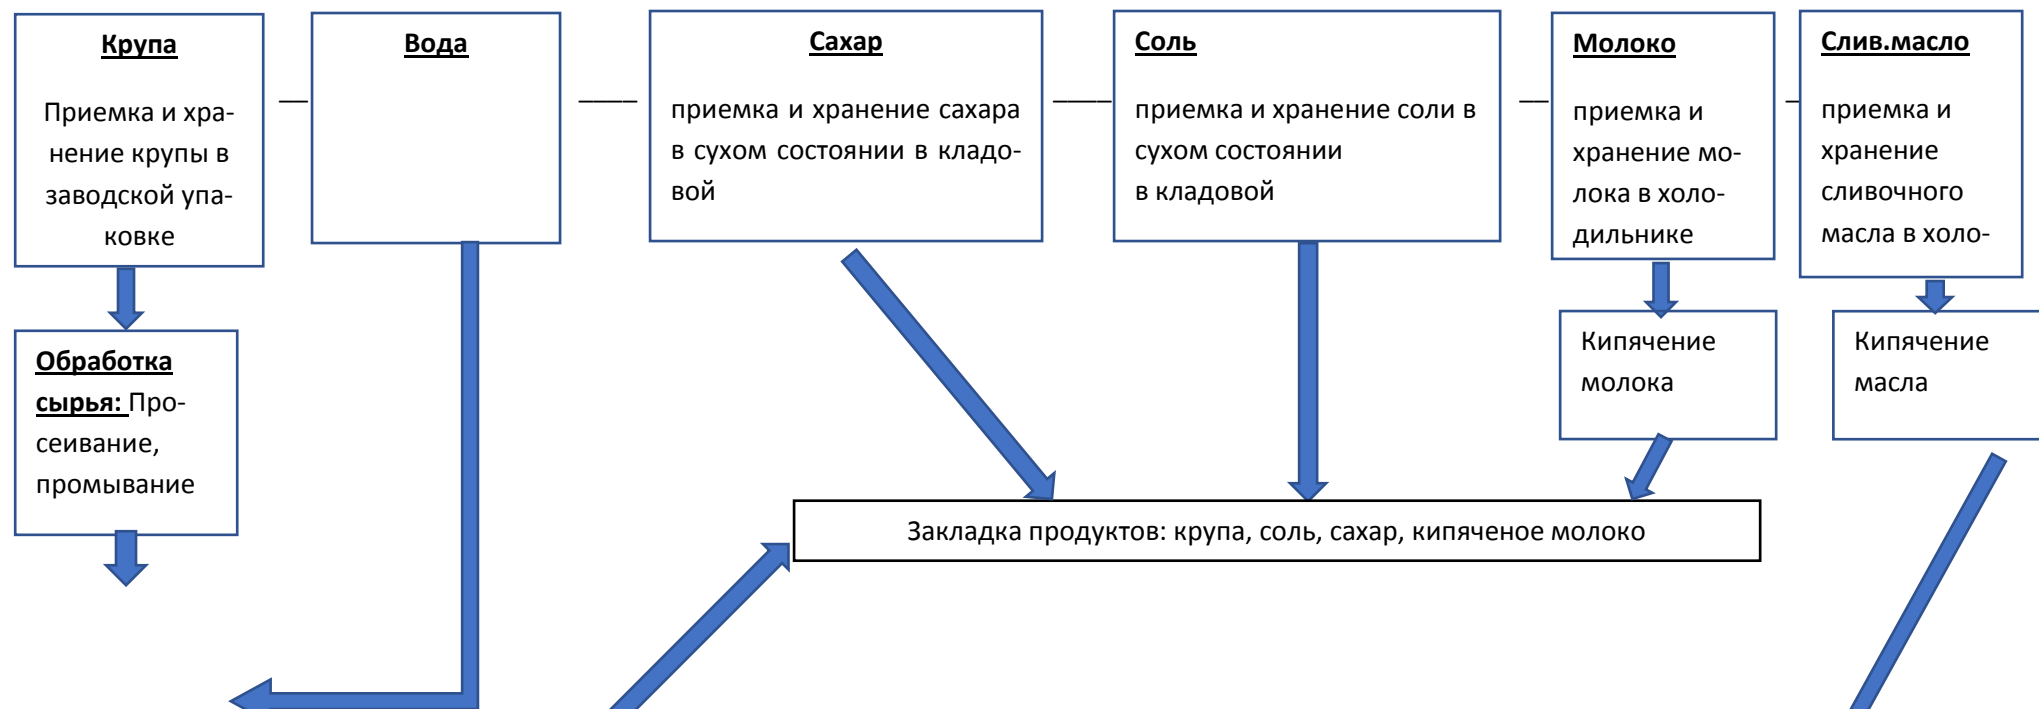 Крупа
Приемка и хра-
нение крупы в
заводской упа-
ковке
Вода
Сахар
приемка и хранение сахара
в сухом состоянии в кладо-
вой
Соль
приемка и хранение соли в
сухом состоянии
в кладовой
Молоко
приемка и
хранение мо-
лока в холо-
дильнике
Слив.масло
приемка и
хранение
сливочного
масла в холо-
Обработка
сырья: Про-
сеивание,
промывание
Кипячение
молока
Кипячение
масла
Закладка продуктов: крупа, соль, сахар, кипяченое молоко